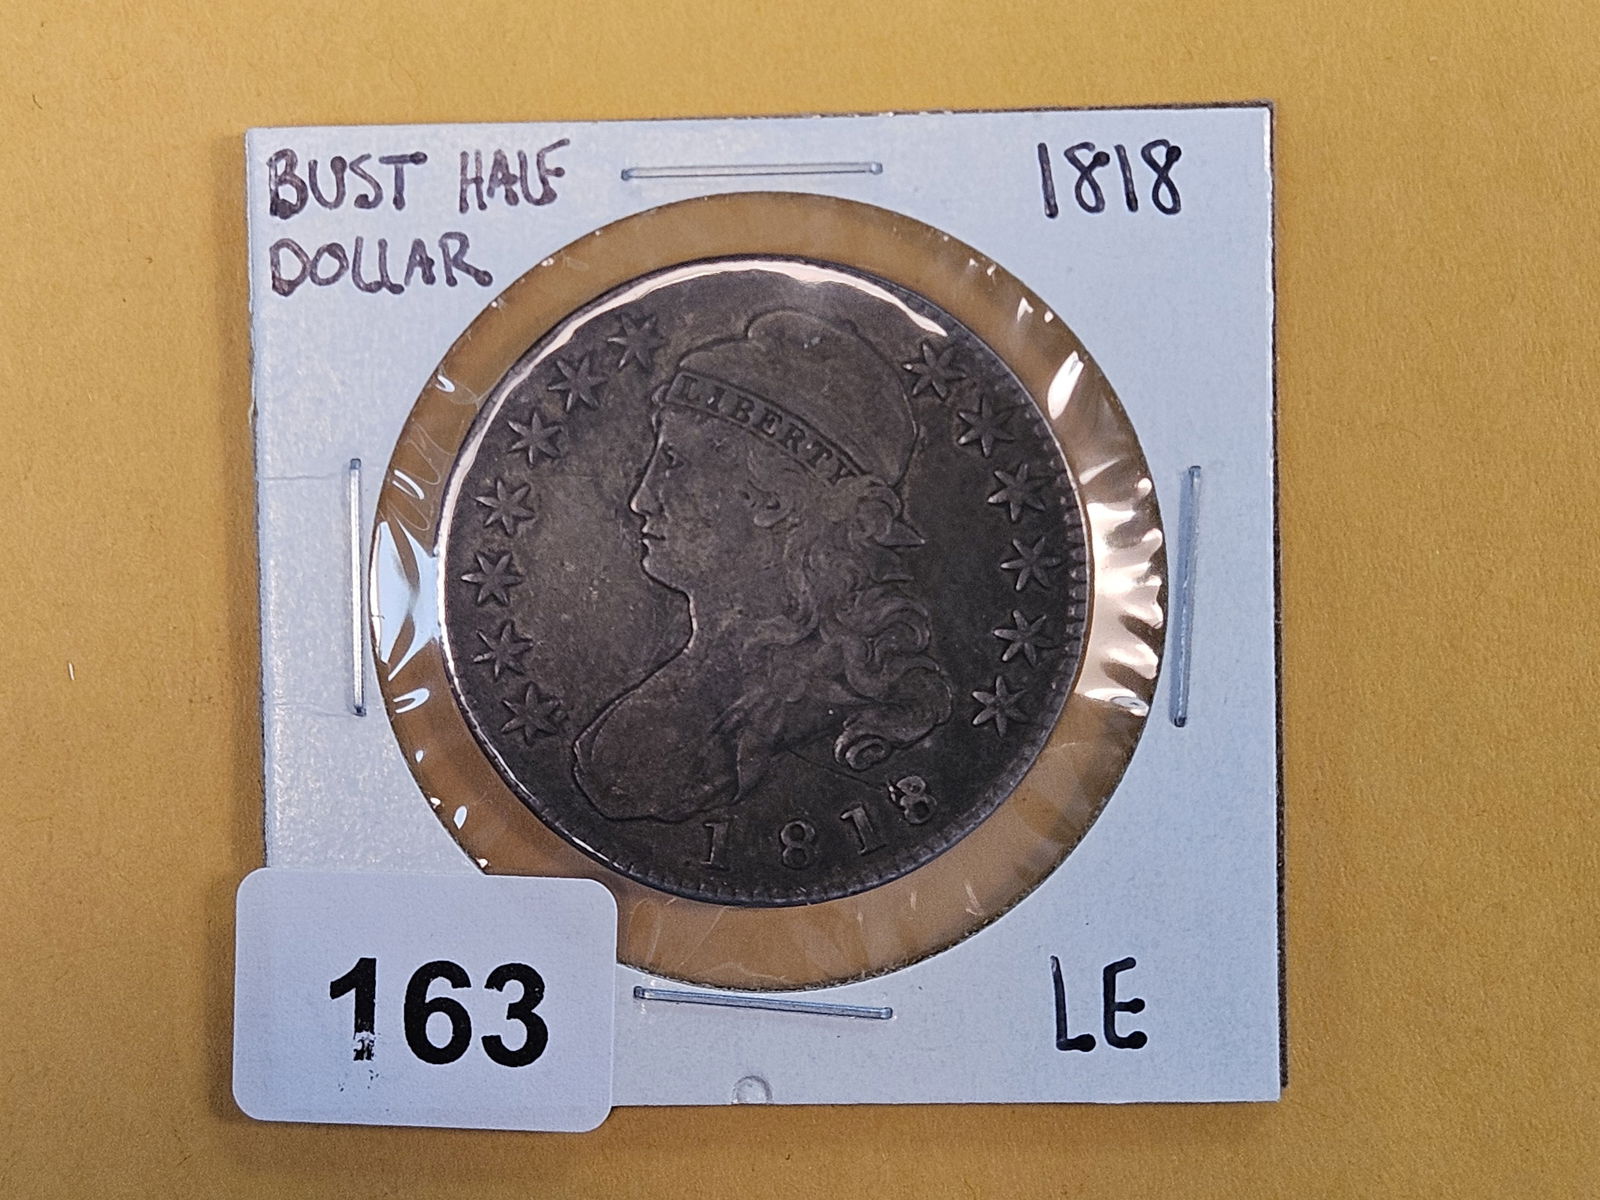 BUST HALF 1818
DOLLAR
LIBERTY
1818
163
LE